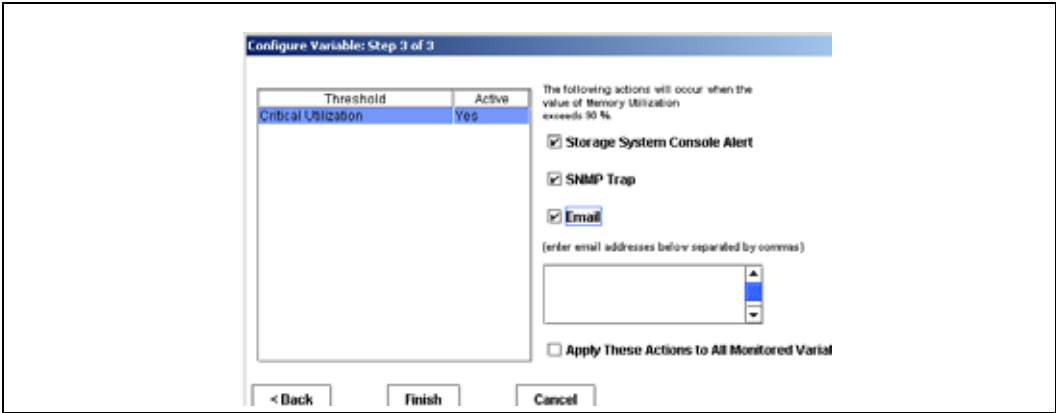 Configure Variable: Step 3 of 3
Threshold Active
Critical Utilization Yes
The following actions will occur when the
value of Memory Utilization
exceeds 90 %.
Storage System Console Alert
SNMP Trap
Email
(enter email addresses below separated by commas)
Apply These Actions to All Monitored Varial
< Back Finish Cancel